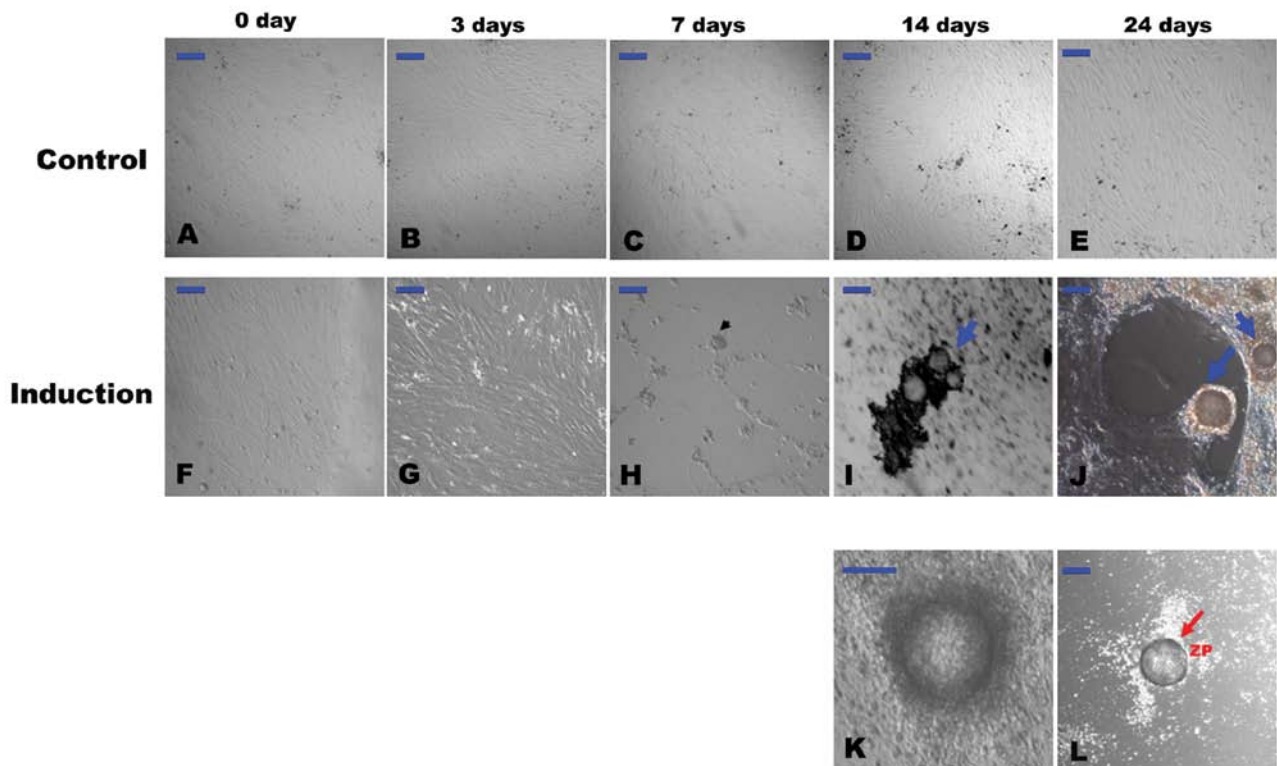 0 day 3 days 7 days 14 days 24 days
Control
A B C D E
Induction
F G H I J
ZP
K L